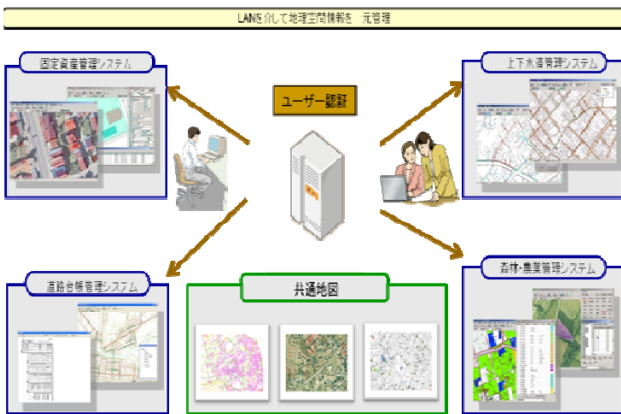 LANを介して地理空間情報を 元管理
固定資産管理システム
上下水道管理システム
ユーザー認証
道路台帳管理システム
共通地図
森林・農業管理システム